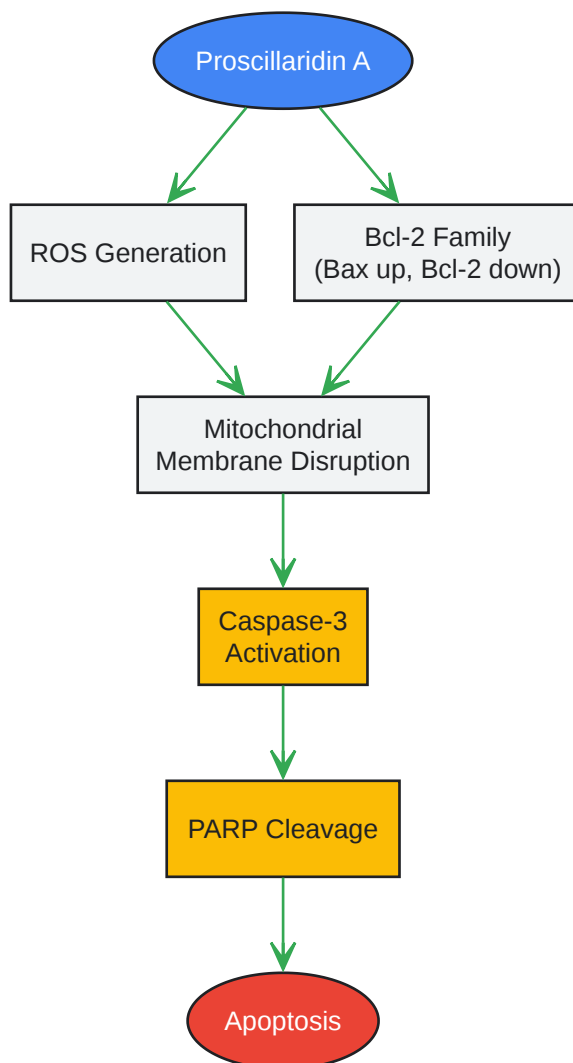 Proscillaridin A
ROS Generation
Bcl-2 Family
(Bax up, Bcl-2 down)
Mitochondrial
Membrane Disruption
Caspase-3
Activation
PARP Cleavage
Apoptosis